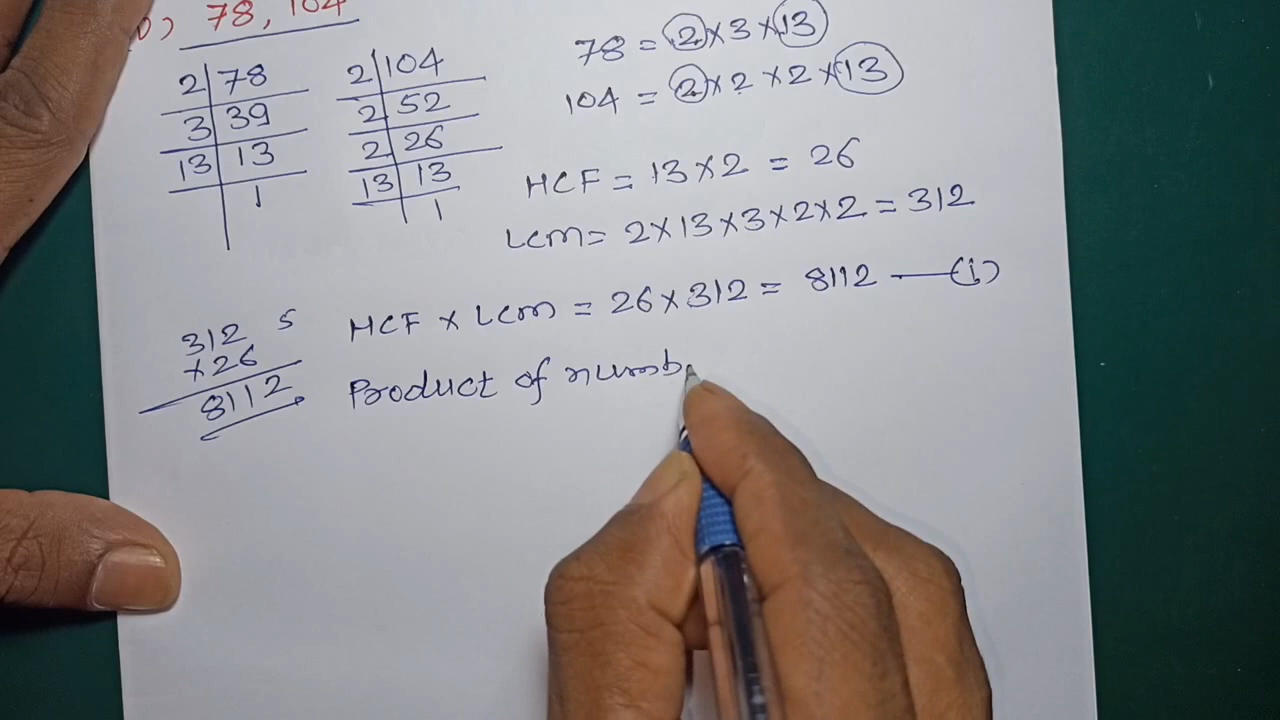 78, 104
2 78
3 39
13 13
1
2 104
2 52
2 26
13 13
1
78 = 2×3×13
104 = 2×2×2×13
HCF = 13×2 = 26
LCM = 2×13×3×2×2 = 312
HCF × LCM = 26×312 = 8112 —(i)
312 5
×26
8112
Product of numbe